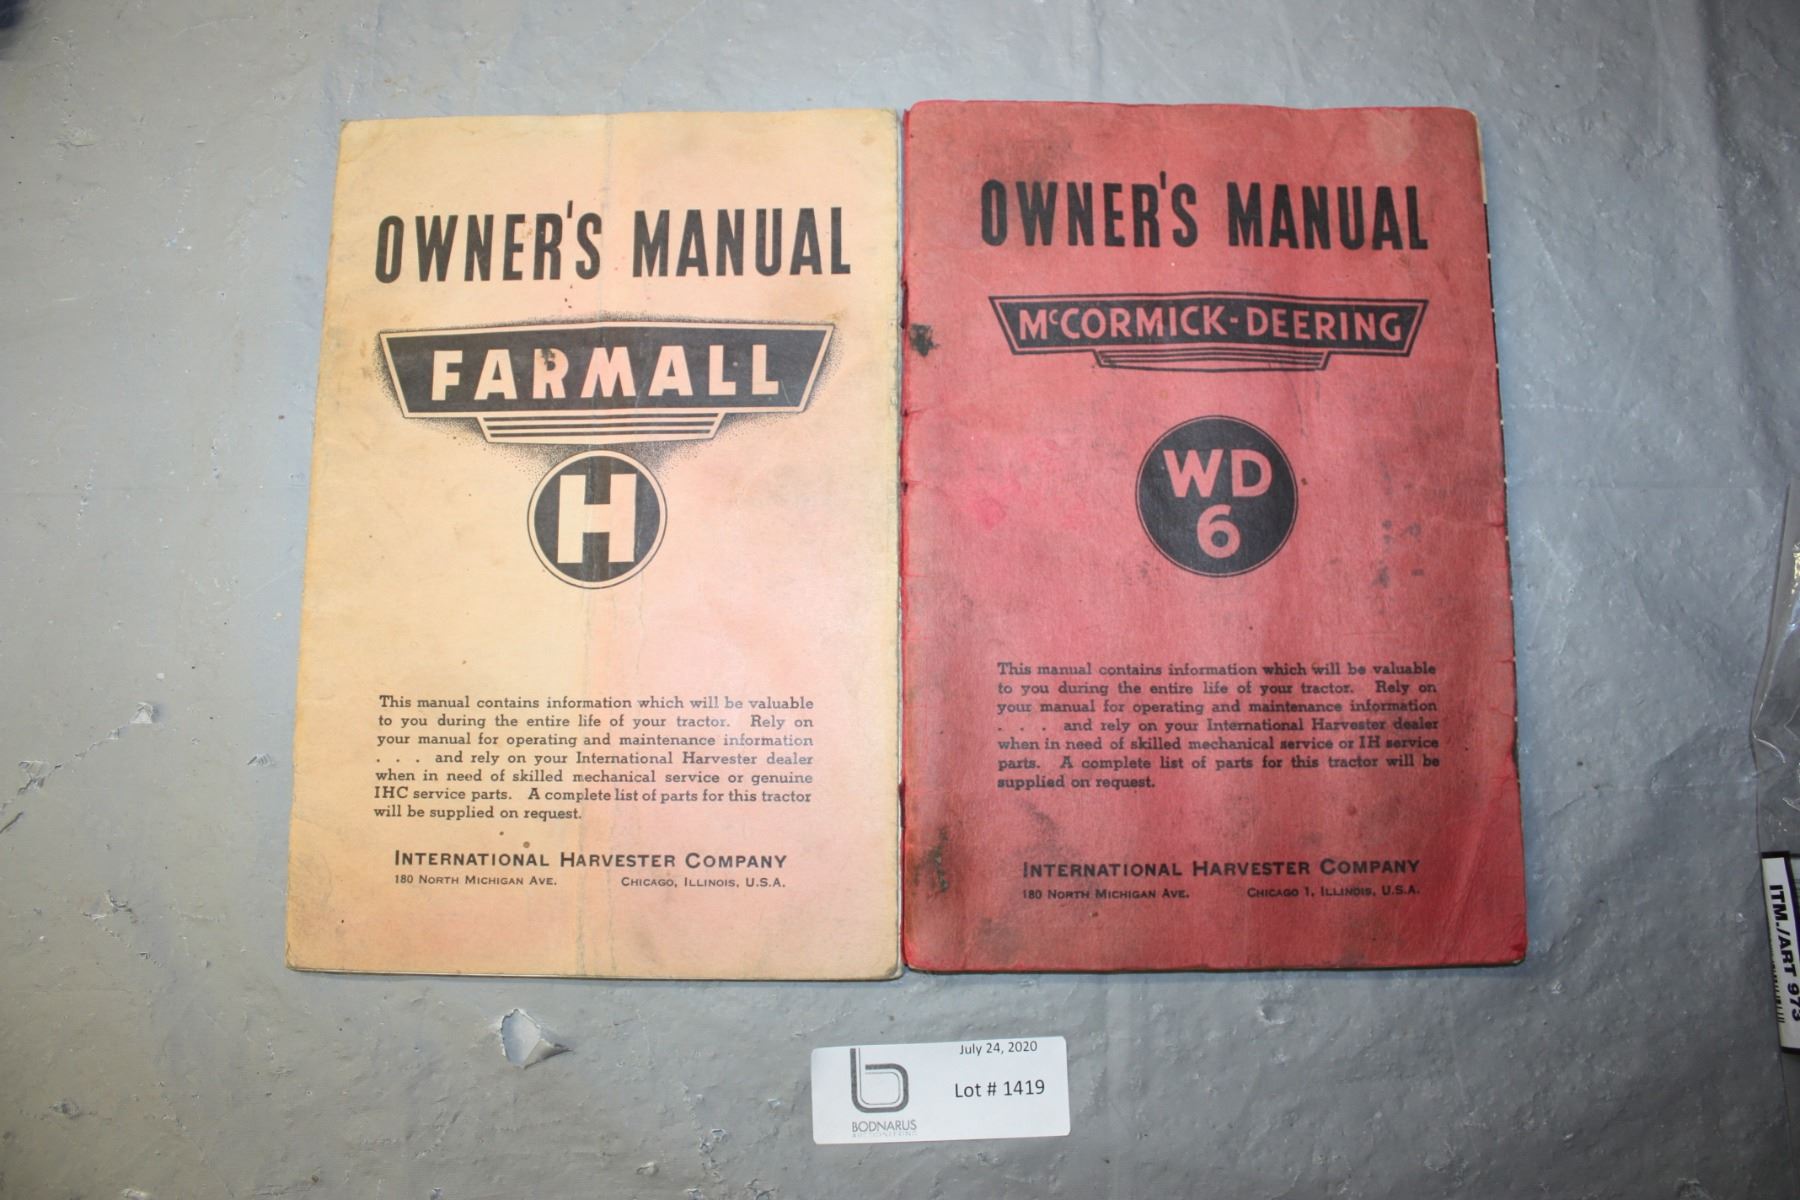 OWNER'S MANUAL
FARMALL
H
This manual contains information which will be valuable
to you during the entire life of your tractor. Rely on
your manual for operating and maintenance information
. . . and rely on your International Harvester dealer
when in need of skilled mechanical service or genuine
IHC service parts. A complete list of parts for this tractor
will be supplied on request.
INTERNATIONAL HARVESTER COMPANY
180 NORTH MICHIGAN AVE. CHICAGO, ILLINOIS, U.S.A.
OWNER'S MANUAL
McCORMICK-DEERING
WD
6
This manual contains information which will be valuable
to you during the entire life of your tractor. Rely on
your manual for operating and maintenance information
. . . and rely on your International Harvester dealer
when in need of skilled mechanical service or IH service
parts. A complete list of parts for this tractor will be
supplied on request.
INTERNATIONAL HARVESTER COMPANY
180 NORTH MICHIGAN AVE. CHICAGO 1, ILLINOIS, U.S.A.
July 24, 2020
Lot # 1419
b
BODNARUS
AUCTIONEERING
ITM./ART 973